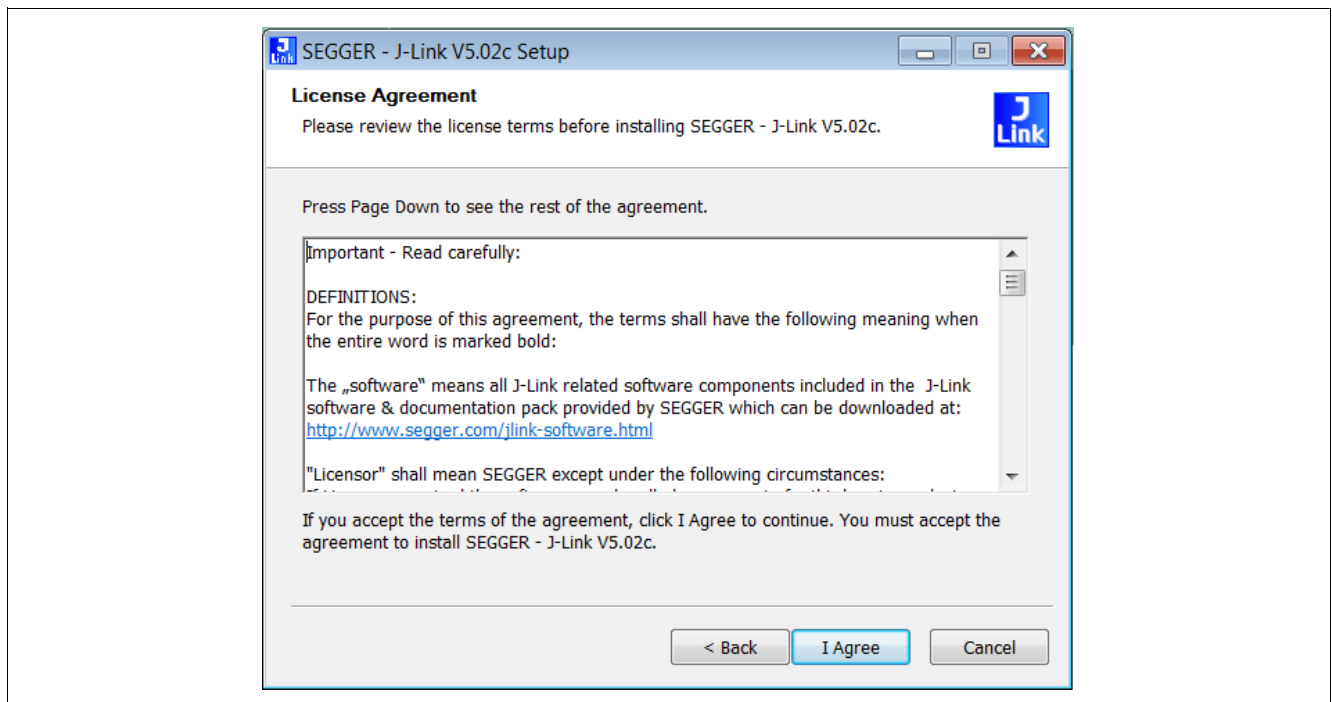 J
Link
SEGGER - J-Link V5.02c Setup
License Agreement
Please review the license terms before installing SEGGER - J-Link V5.02c.
J
Link
Press Page Down to see the rest of the agreement.
Important - Read carefully:
DEFINITIONS:
For the purpose of this agreement, the terms shall have the following meaning when
the entire word is marked bold:
The „software‟ means all J-Link related software components included in the  J-Link
software & documentation pack provided by SEGGER which can be downloaded at:
http://www.segger.com/jlink-software.html
"Licensor" shall mean SEGGER except under the following circumstances:
If you accept the terms of the agreement, click I Agree to continue. You must accept the
agreement to install SEGGER - J-Link V5.02c.
< Back
I Agree
Cancel